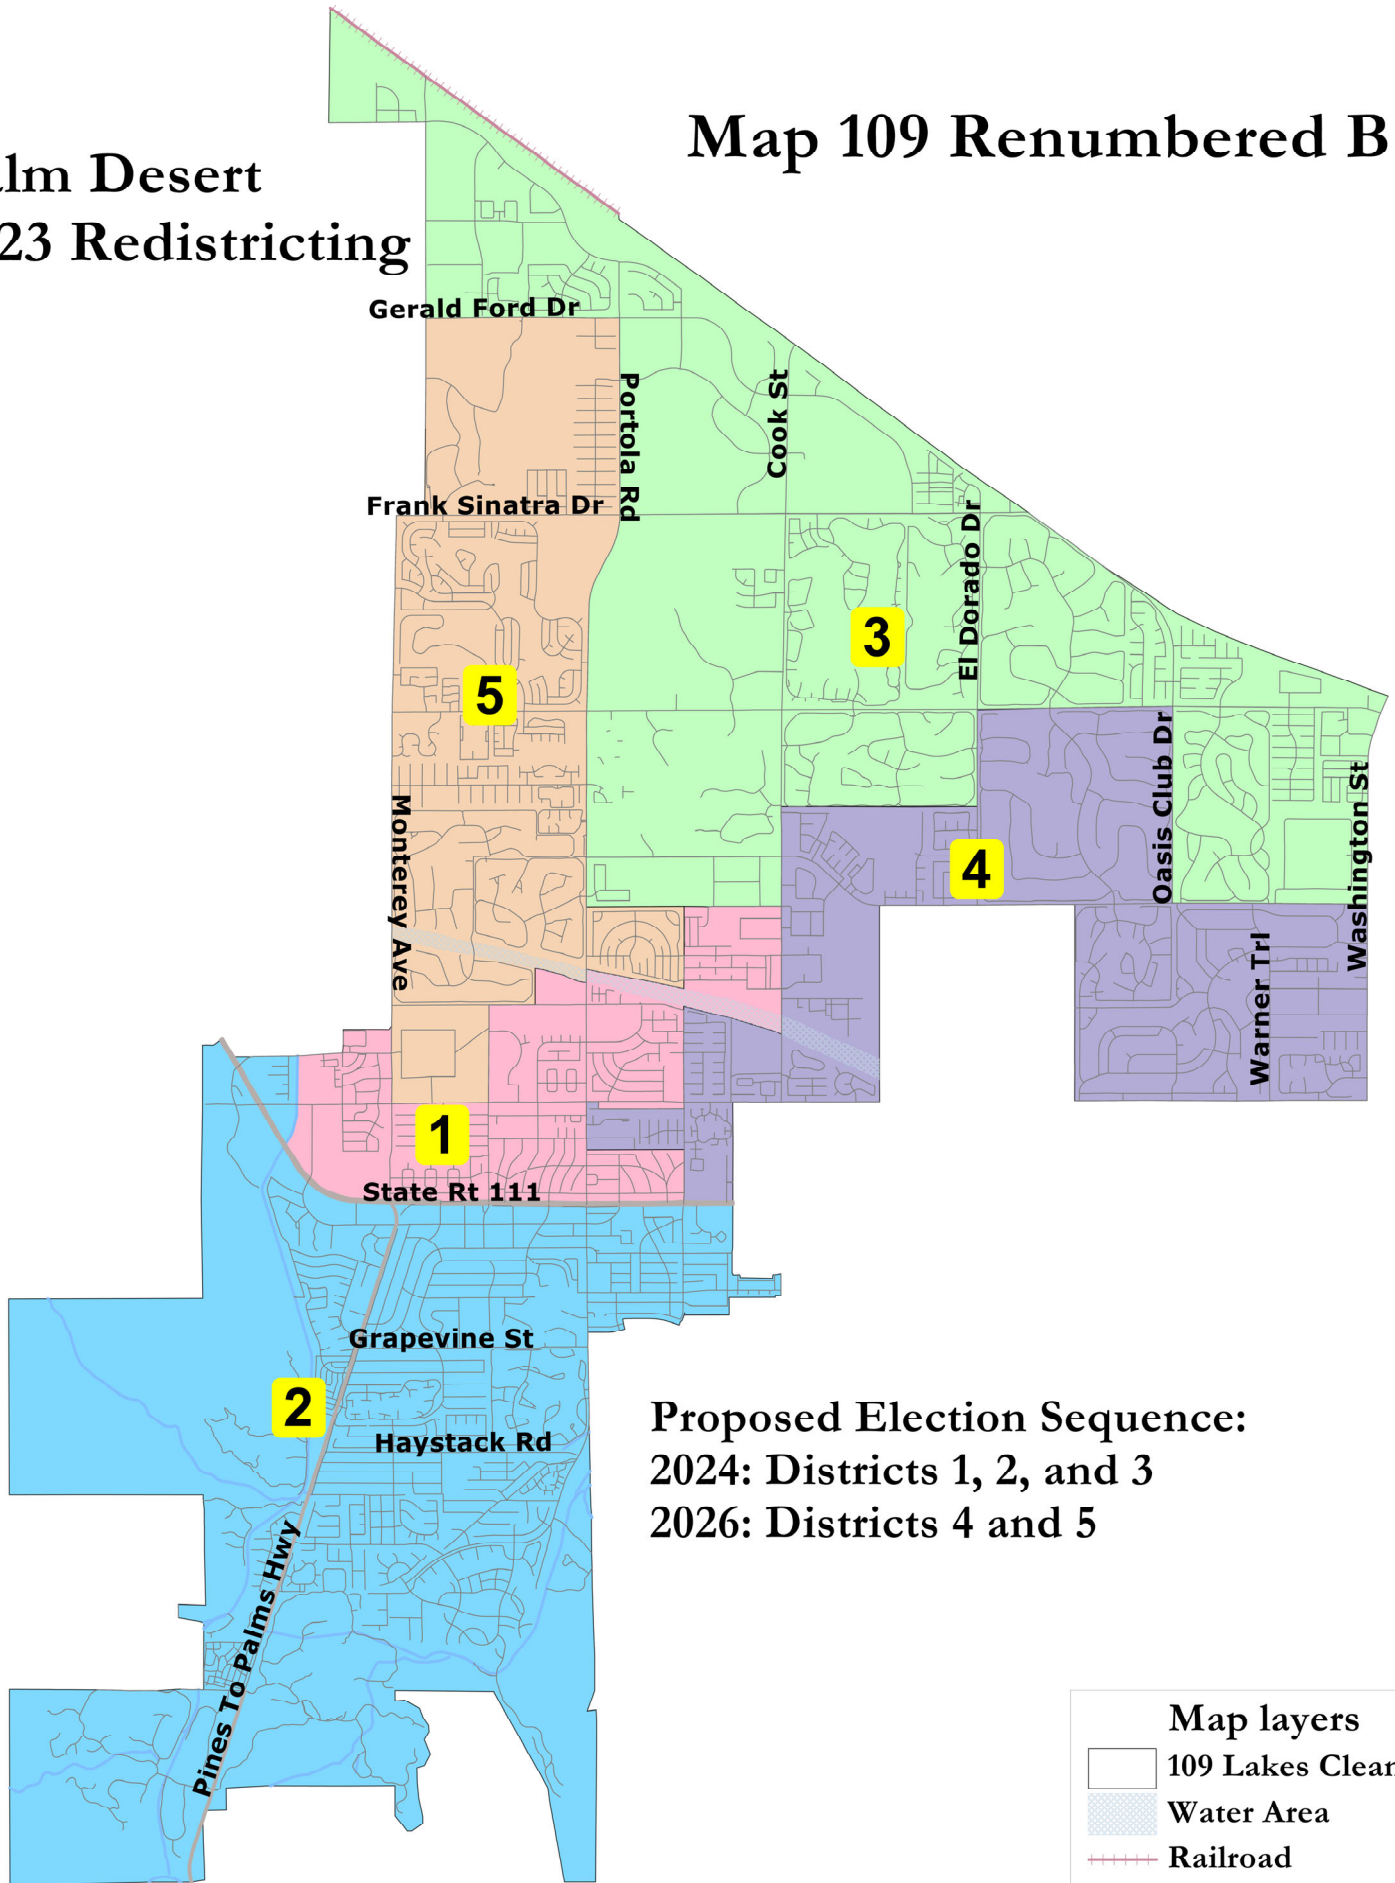 Map 109 Renumbered B
lm Desert
23 Redistricting
Gerald Ford Dr
Portola Rd
Cook St
Frank Sinatra Dr
El Dorado Dr
3
5
Oasis Club Dr
Washington St
Monterey Ave
4
Warner Trl
1
State Rt 111
Grapevine St
2
Haystack Rd
Proposed Election Sequence:
2024: Districts 1, 2, and 3
2026: Districts 4 and 5
Pines To Palms Hwy
Map layers
109 Lakes Clean
Water Area
Railroad